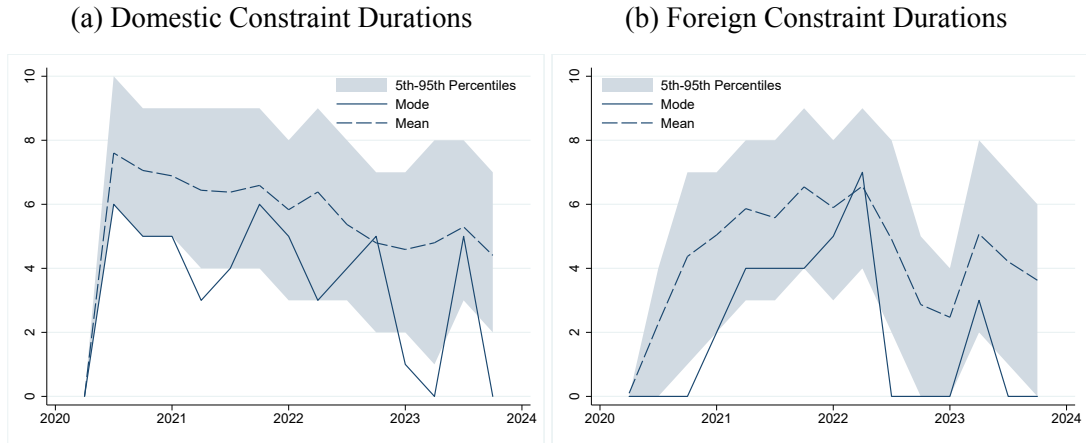 (a) Domestic Constraint Durations
10
8
6
4
2
0
2020
2021
2022
2023
2024
5th-95th Percentiles
Mode
Mean
(b) Foreign Constraint Durations
10
8
6
4
2
0
2020
2021
2022
2023
2024
5th-95th Percentiles
Mode
Mean